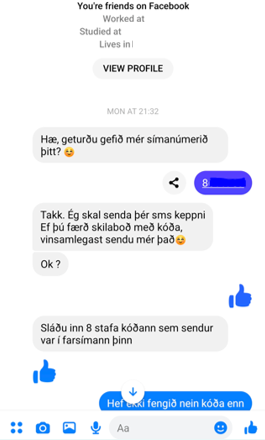 You're friends on Facebook
Worked at
Studied at
Lives in
VIEW PROFILE
MON AT 21:32
Hæ, geturðu gefið mér símanúmerið
þitt?
8
Takk. Ég skal senda þér sms keppni
Ef þú færð skilaboð með kóða,
vinsamlegast sendu mér það
Ok ?
Sláðu inn 8 stafa kóðann sem sendur
var í farsímann þinn
Hef ekki fengið nein kóða enn
Aa